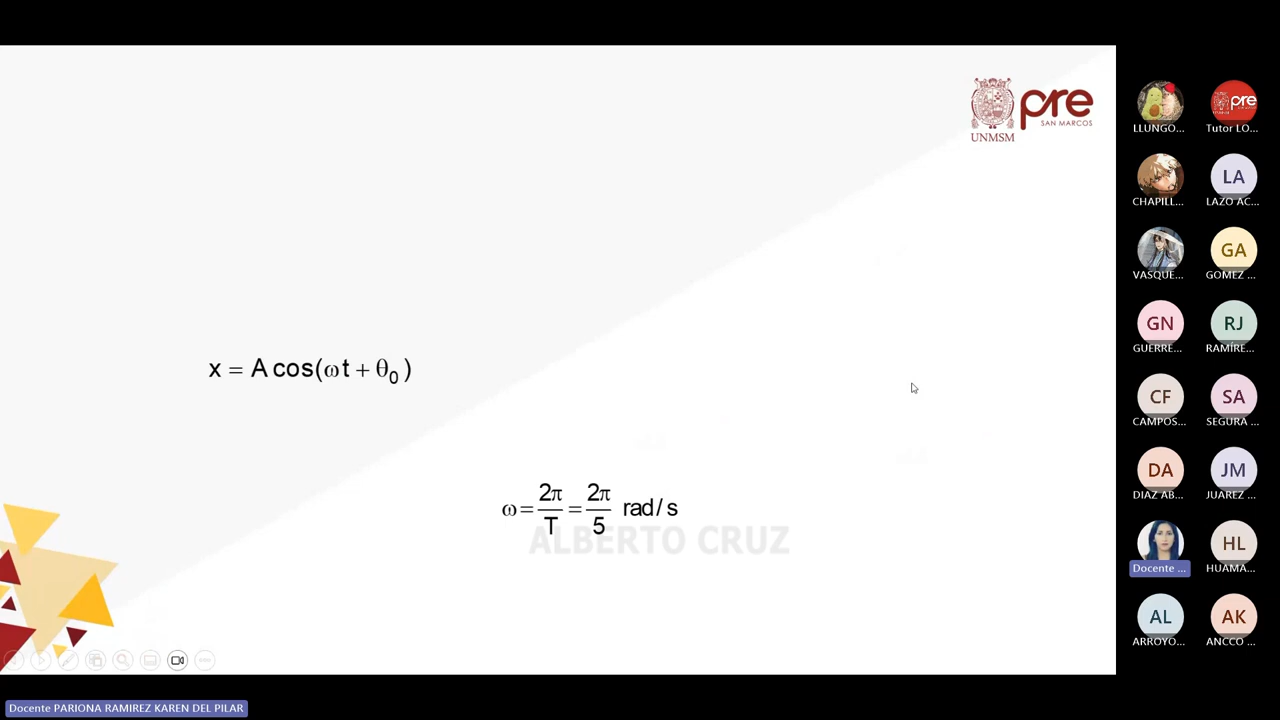 pre
SAN MARCOS
UNMSM
x = A cos(ωt + θ₀)
ω = 2π/T = 2π/5 rad/s
ALBERTO CRUZ
LLUNGO...
Tutor LO...
CHAPILL...
LA
LAZO AC...
VASQUE...
GA
GOMEZ ...
GN
GUERRE...
RJ
RAMÍRE...
CF
CAMPOS...
SA
SEGURA ...
DA
DIAZ AB...
JM
JUAREZ ...
Docente ...
HL
HUAMA...
AL
ARROYO...
AK
ANCCO ...
Docente PARIONA RAMIREZ KAREN DEL PILAR